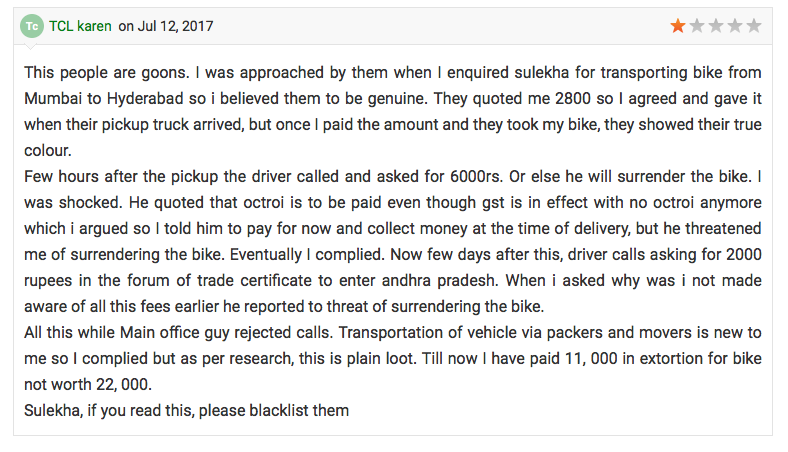 Tc TCL karen on Jul 12, 2017
This people are goons. I was approached by them when I enquired sulekha for transporting bike from
Mumbai to Hyderabad so i believed them to be genuine. They quoted me 2800 so I agreed and gave it
when their pickup truck arrived, but once I paid the amount and they took my bike, they showed their true
colour.
Few hours after the pickup the driver called and asked for 6000rs. Or else he will surrender the bike. I
was shocked. He quoted that octroi is to be paid even though gst is in effect with no octroi anymore
which i argued so I told him to pay for now and collect money at the time of delivery, but he threatened
me of surrendering the bike. Eventually I complied. Now few days after this, driver calls asking for 2000
rupees in the forum of trade certificate to enter andhra pradesh. When i asked why was i not made
aware of all this fees earlier he reported to threat of surrendering the bike.
All this while Main office guy rejected calls. Transportation of vehicle via packers and movers is new to
me so I complied but as per research, this is plain loot. Till now I have paid 11, 000 in extortion for bike
not worth 22, 000.
Sulekha, if you read this, please blacklist them